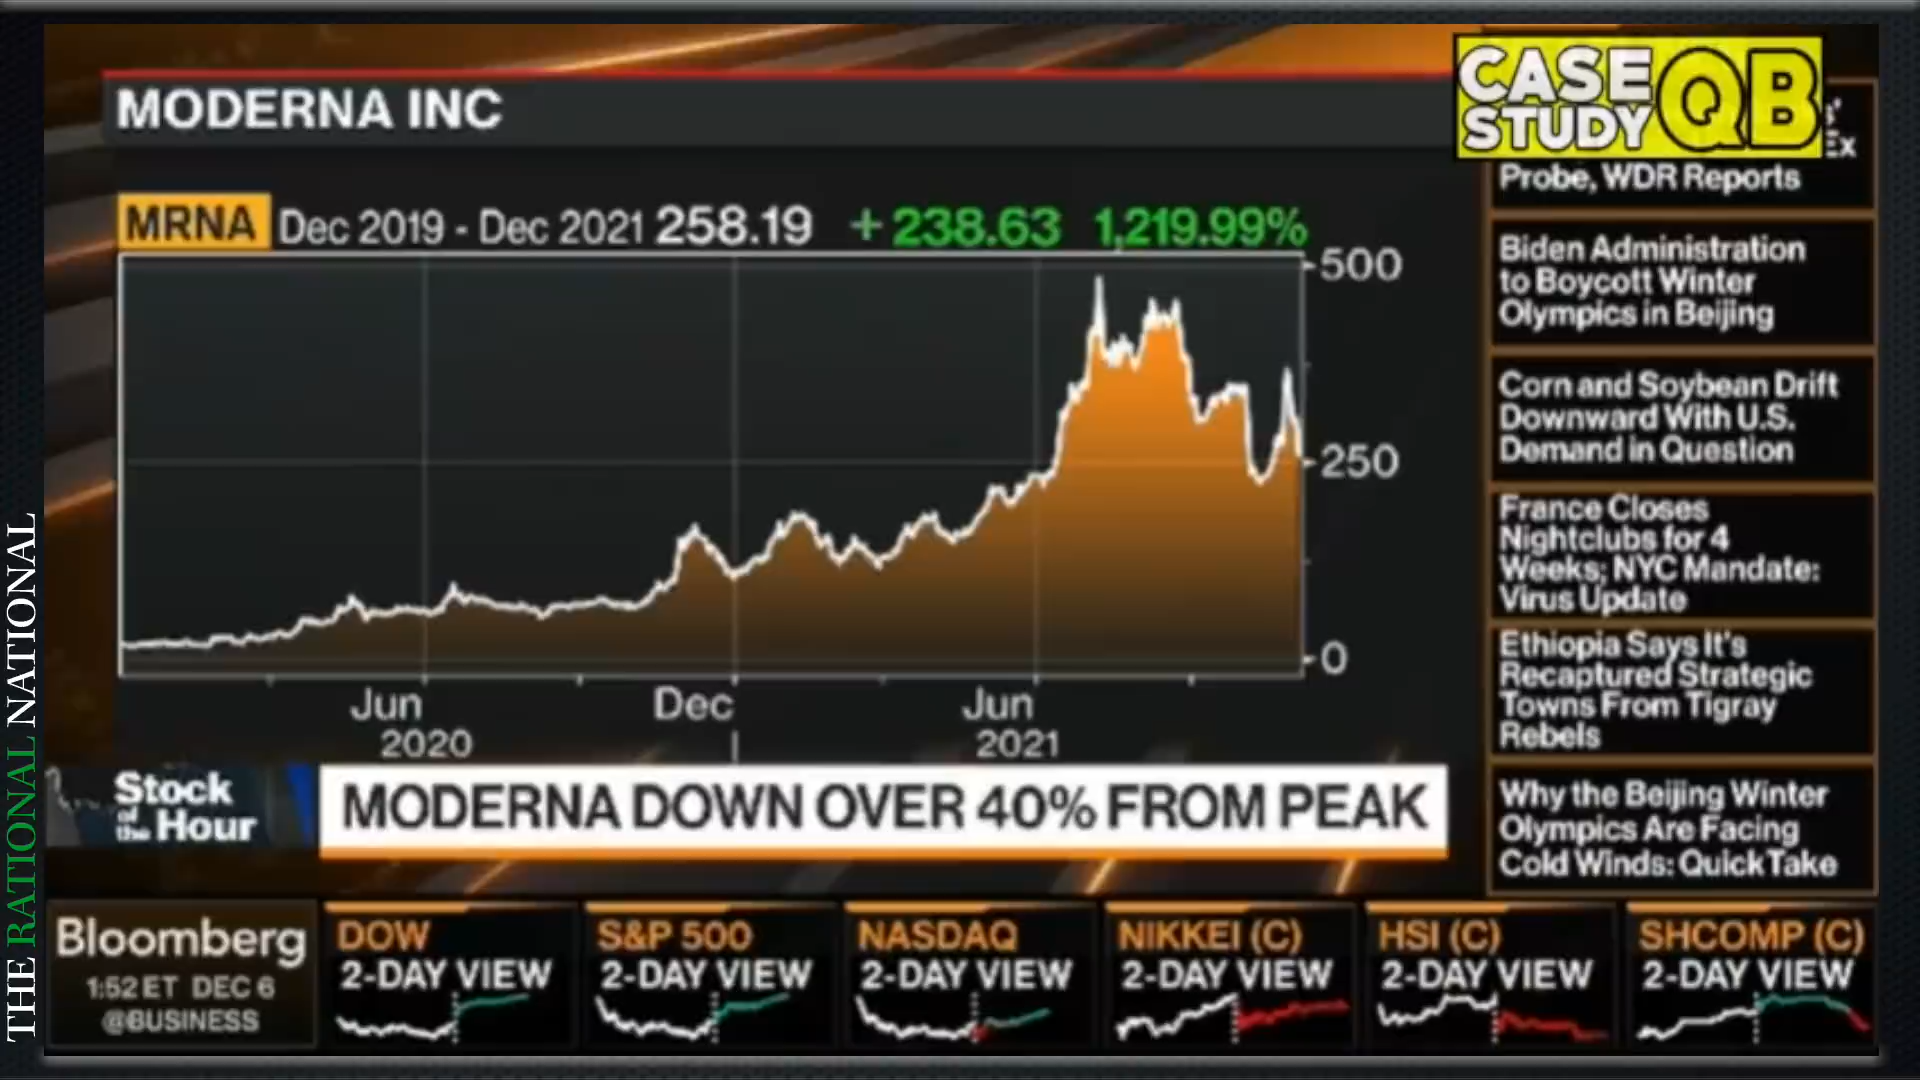 CASE
STUDY QB
MODERNA INC
MRNA Dec 2019 - Dec 2021 258.19 +238.63 1,219.99%
500
250
0
Jun
Dec
Jun
2020
2021
Stock
of
the Hour
MODERNA DOWN OVER 40% FROM PEAK
Probe, WDR Reports
Biden Administration
to Boycott Winter
Olympics in Beijing
Corn and Soybean Drift
Downward With U.S.
Demand in Question
France Closes
Nightclubs for 4
Weeks; NYC Mandate:
Virus Update
Ethiopia Says It's
Recaptured Strategic
Towns From Tigray
Rebels
Why the Beijing Winter
Olympics Are Facing
Cold Winds: QuickTake
Bloomberg
1:52 ET DEC 6
@BUSINESS
DOW
2-DAY VIEW
S&P 500
2-DAY VIEW
NASDAQ
2-DAY VIEW
NIKKEI (C)
2-DAY VIEW
HSI (C)
2-DAY VIEW
SHCOMP (C)
2-DAY VIEW
THE RATIONAL NATIONAL